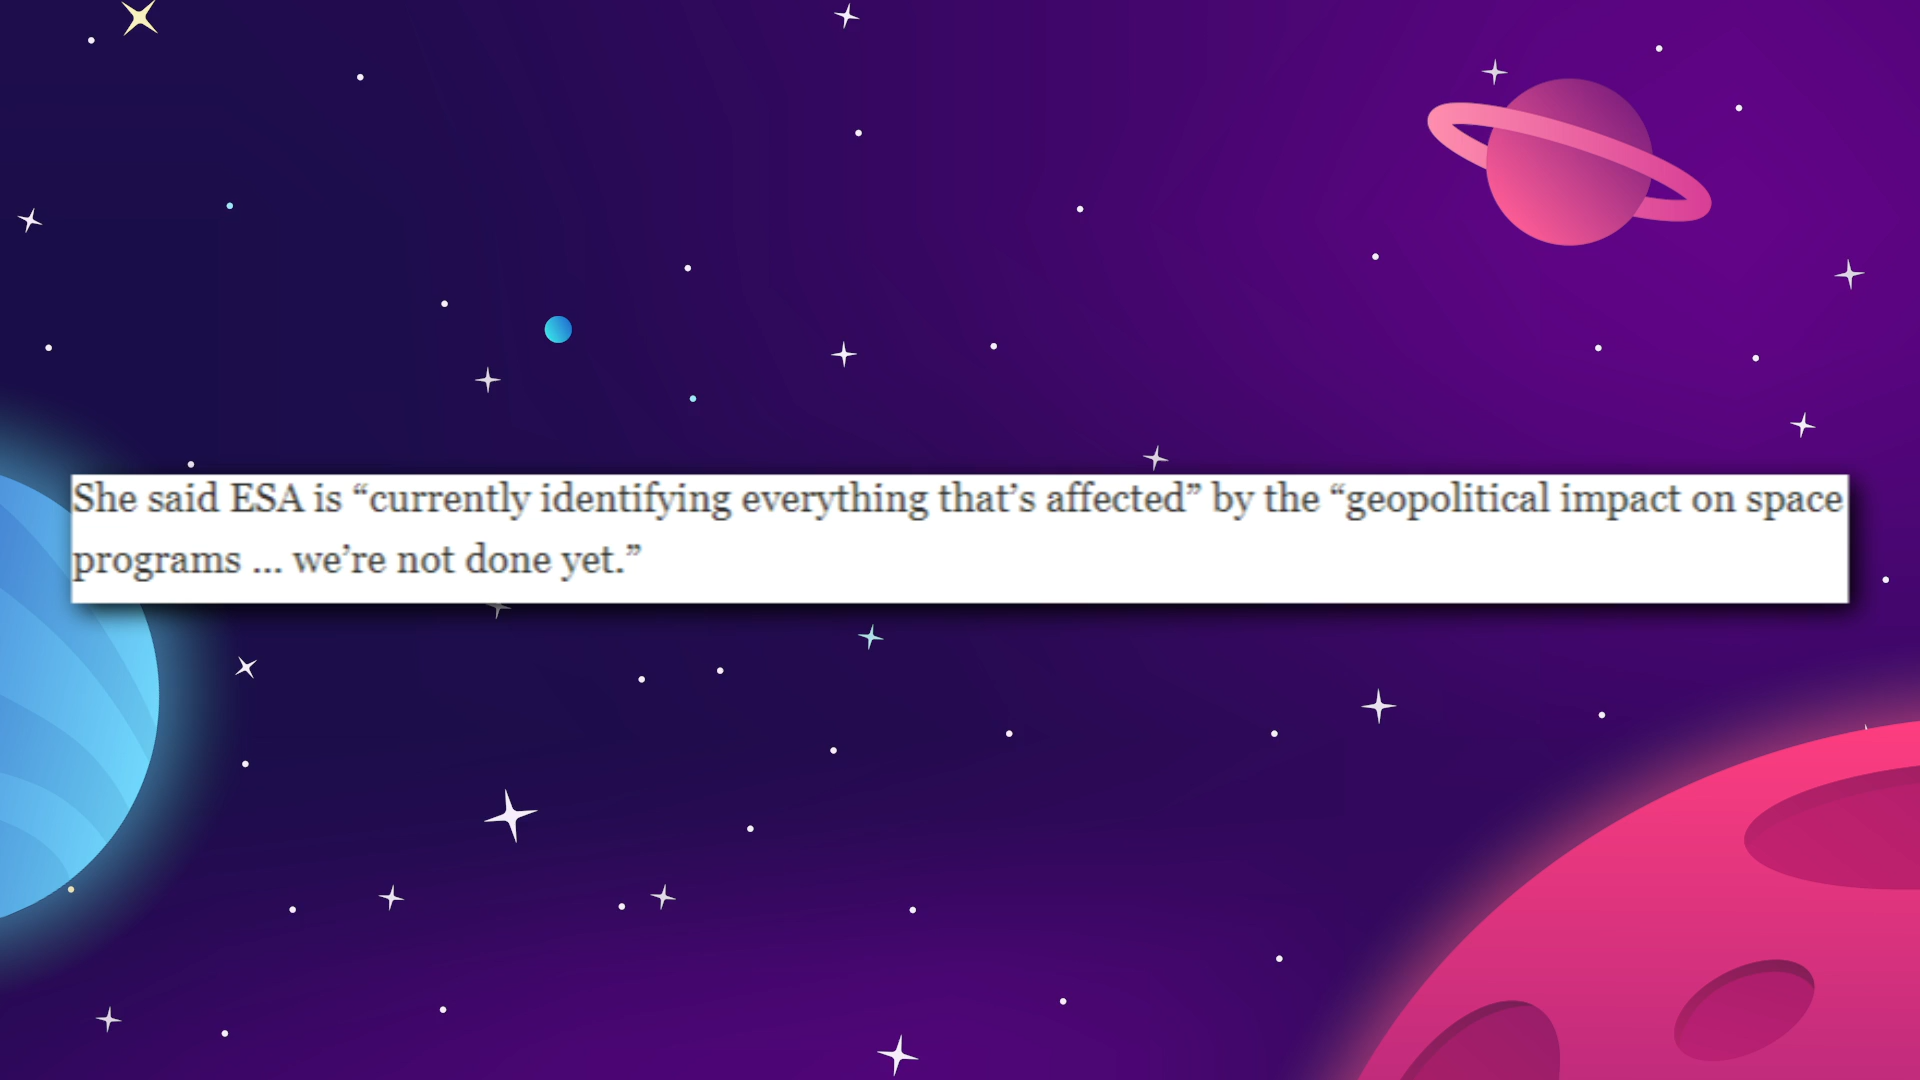 She said ESA is “currently identifying everything that’s affected” by the “geopolitical impact on space
programs ... we’re not done yet.”